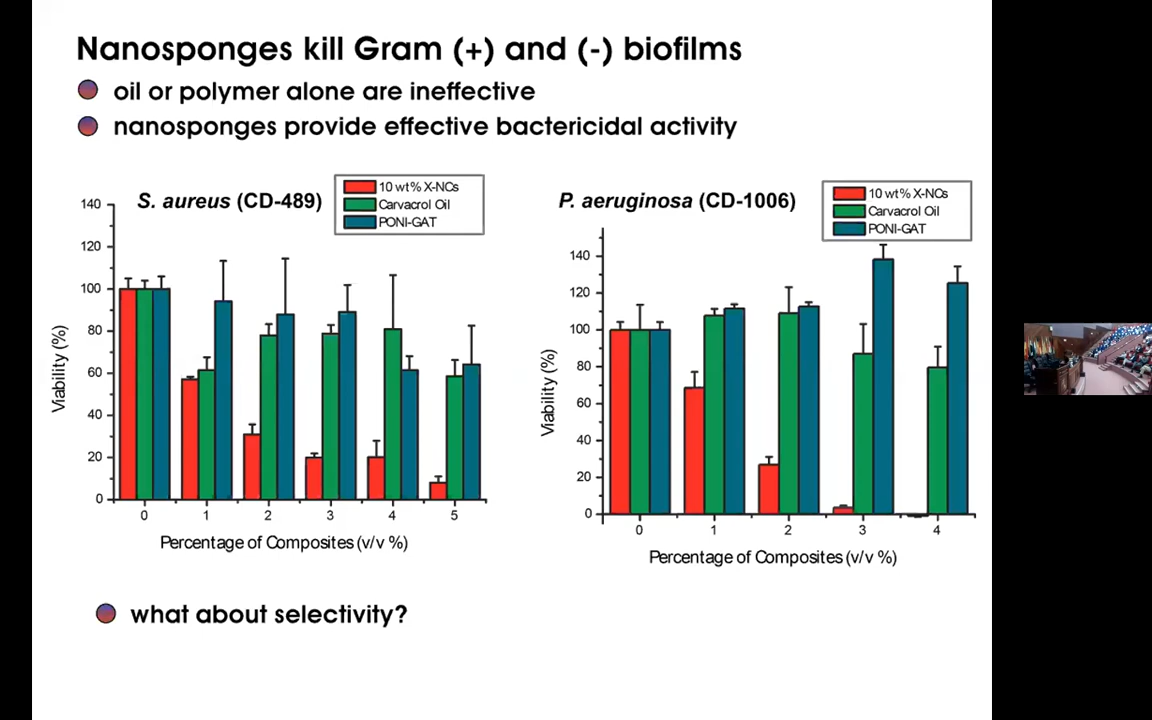 Nanosponges kill Gram (+) and (-) biofilms
oil or polymer alone are ineffective
nanosponges provide effective bactericidal activity
S. aureus (CD-489)
10 wt% X-NCs
Carvacrol Oil
PONI-GAT
140
120
100
80
60
40
20
0
Viability (%)
0 1 2 3 4 5
Percentage of Composites (v/v %)
P. aeruginosa (CD-1006)
10 wt% X-NCs
Carvacrol Oil
PONI-GAT
140
120
100
80
60
40
20
0
Viability (%)
0 1 2 3 4
Percentage of Composites (v/v %)
what about selectivity?